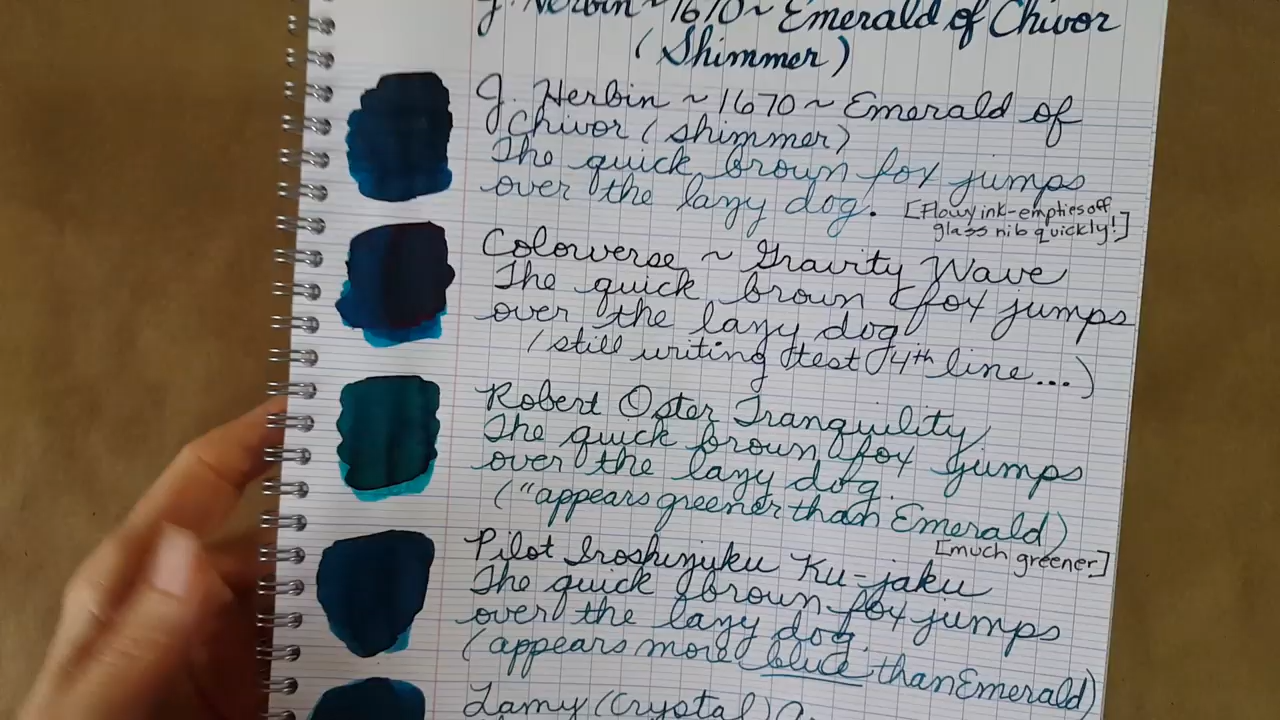 J. Herbin ~ 1670 ~ Emerald of Chivor
(Shimmer)
J. Herbin ~ 1670 ~ Emerald of
Chivor (shimmer)
The quick brown fox jumps
over the lazy dog.
[Flowy ink-empties off
glass nib quickly!]
Colorverse ~ Gravity Wave
The quick brown fox jumps
over the lazy dog
(still writing test 4th line...)
Robert Oster Tranquility
The quick brown fox jumps
over the lazy dog.
("appears greener than Emerald)
[much greener]
Pilot Iroshizuku Ku-jaku
The quick brown fox jumps
over the lazy dog.
(appears more blue than Emerald)
Lamy (Crystal)